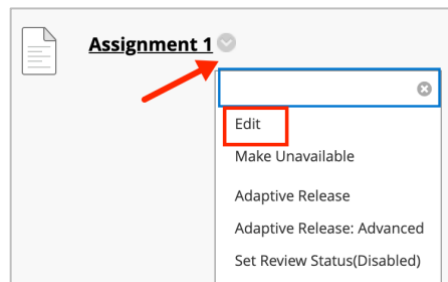 Assignment 1
Edit
Make Unavailable
Adaptive Release
Adaptive Release: Advanced
Set Review Status(Disabled)